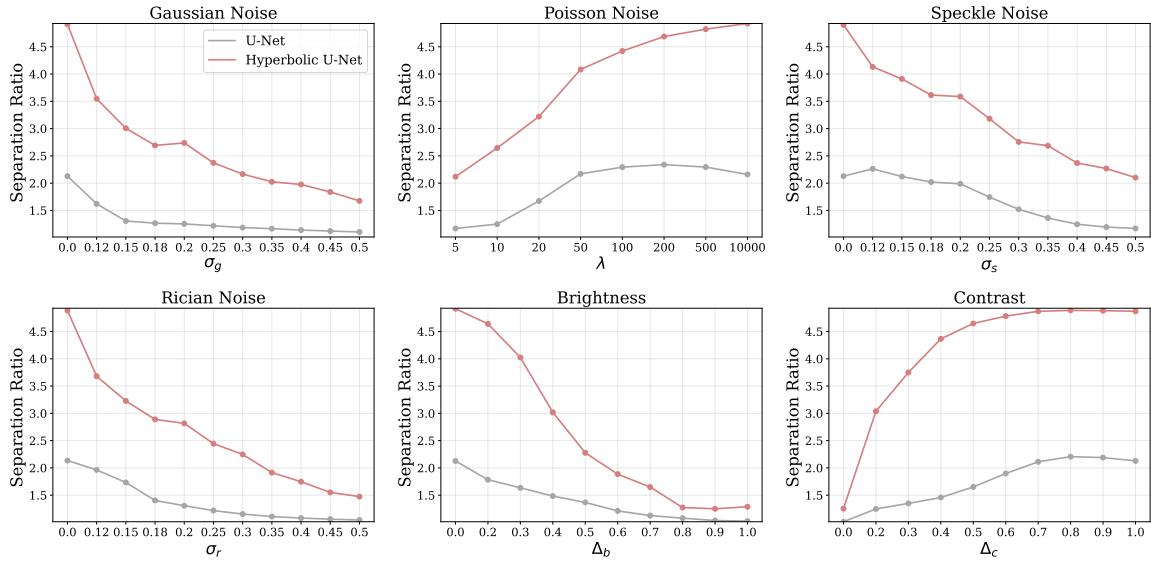 Gaussian Noise
Separation Ratio
4.5
4.0
3.5
3.0
2.5
2.0
1.5
U-Net
Hyperbolic U-Net
0.0 0.12 0.15 0.18 0.2 0.25 0.3 0.35 0.4 0.45 0.5
σg
Poisson Noise
Separation Ratio
4.5
4.0
3.5
3.0
2.5
2.0
1.5
5 10 20 50 100 200 500 10000
λ
Speckle Noise
Separation Ratio
4.5
4.0
3.5
3.0
2.5
2.0
1.5
0.0 0.12 0.15 0.18 0.2 0.25 0.3 0.35 0.4 0.45 0.5
σs
Rician Noise
Separation Ratio
4.5
4.0
3.5
3.0
2.5
2.0
1.5
0.0 0.12 0.15 0.18 0.2 0.25 0.3 0.35 0.4 0.45 0.5
σr
Brightness
Separation Ratio
4.5
4.0
3.5
3.0
2.5
2.0
1.5
0.0 0.2 0.3 0.4 0.5 0.6 0.7 0.8 0.9 1.0
Δb
Contrast
Separation Ratio
4.5
4.0
3.5
3.0
2.5
2.0
1.5
0.0 0.2 0.3 0.4 0.5 0.6 0.7 0.8 0.9 1.0
Δc